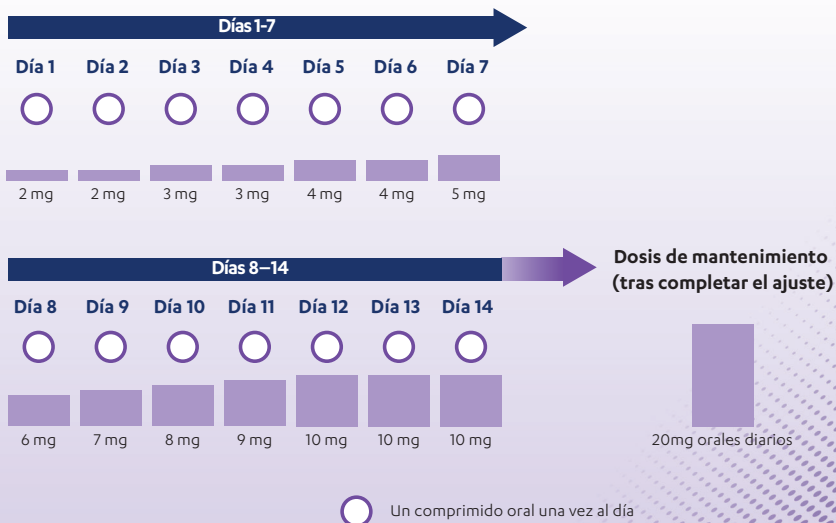 Días 1-7
Día 1 Día 2 Día 3 Día 4 Día 5 Día 6 Día 7
2 mg 2 mg 3 mg 3 mg 4 mg 4 mg 5 mg
Días 8–14
Dosis de mantenimiento
(tras completar el ajuste)
Día 8 Día 9 Día 10 Día 11 Día 12 Día 13 Día 14
6 mg 7 mg 8 mg 9 mg 10 mg 10 mg 10 mg
20mg orales diarios
Un comprimido oral una vez al día